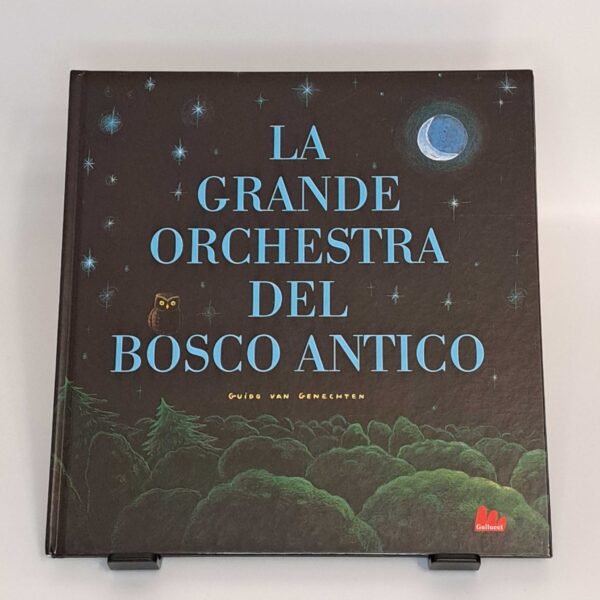 LA
GRANDE
ORCHESTRA
DEL
BOSCO ANTICO
GUIDO VAN GENECHTEN
Gallucci